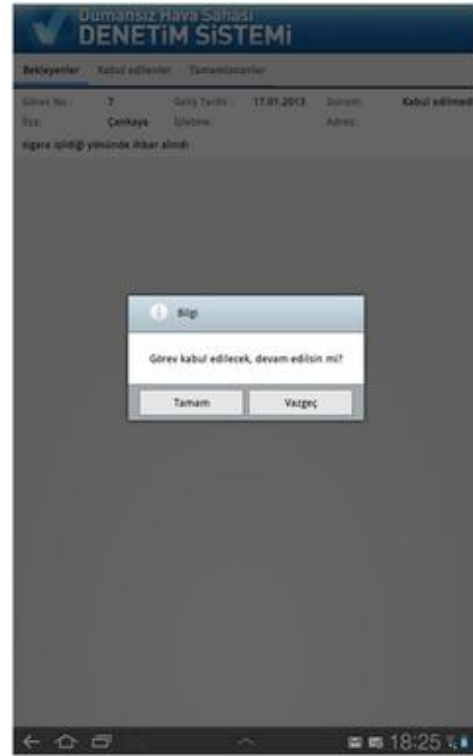 Dumansız Hava Sahası
DENETİM SİSTEMİ
Bekleyenler Kabul edilenler Tamamlananlar
Görev No : 7 Geliş Tarihi : 17.01.2013 Durum: Kabul edilmedi
İlçe: Çankaya İşletme: Adres:
sigara içildiği yönünde ihbar alındı
Bilgi
Görev kabul edilecek, devam edilsin mi?
Tamam Vazgeç
18:25